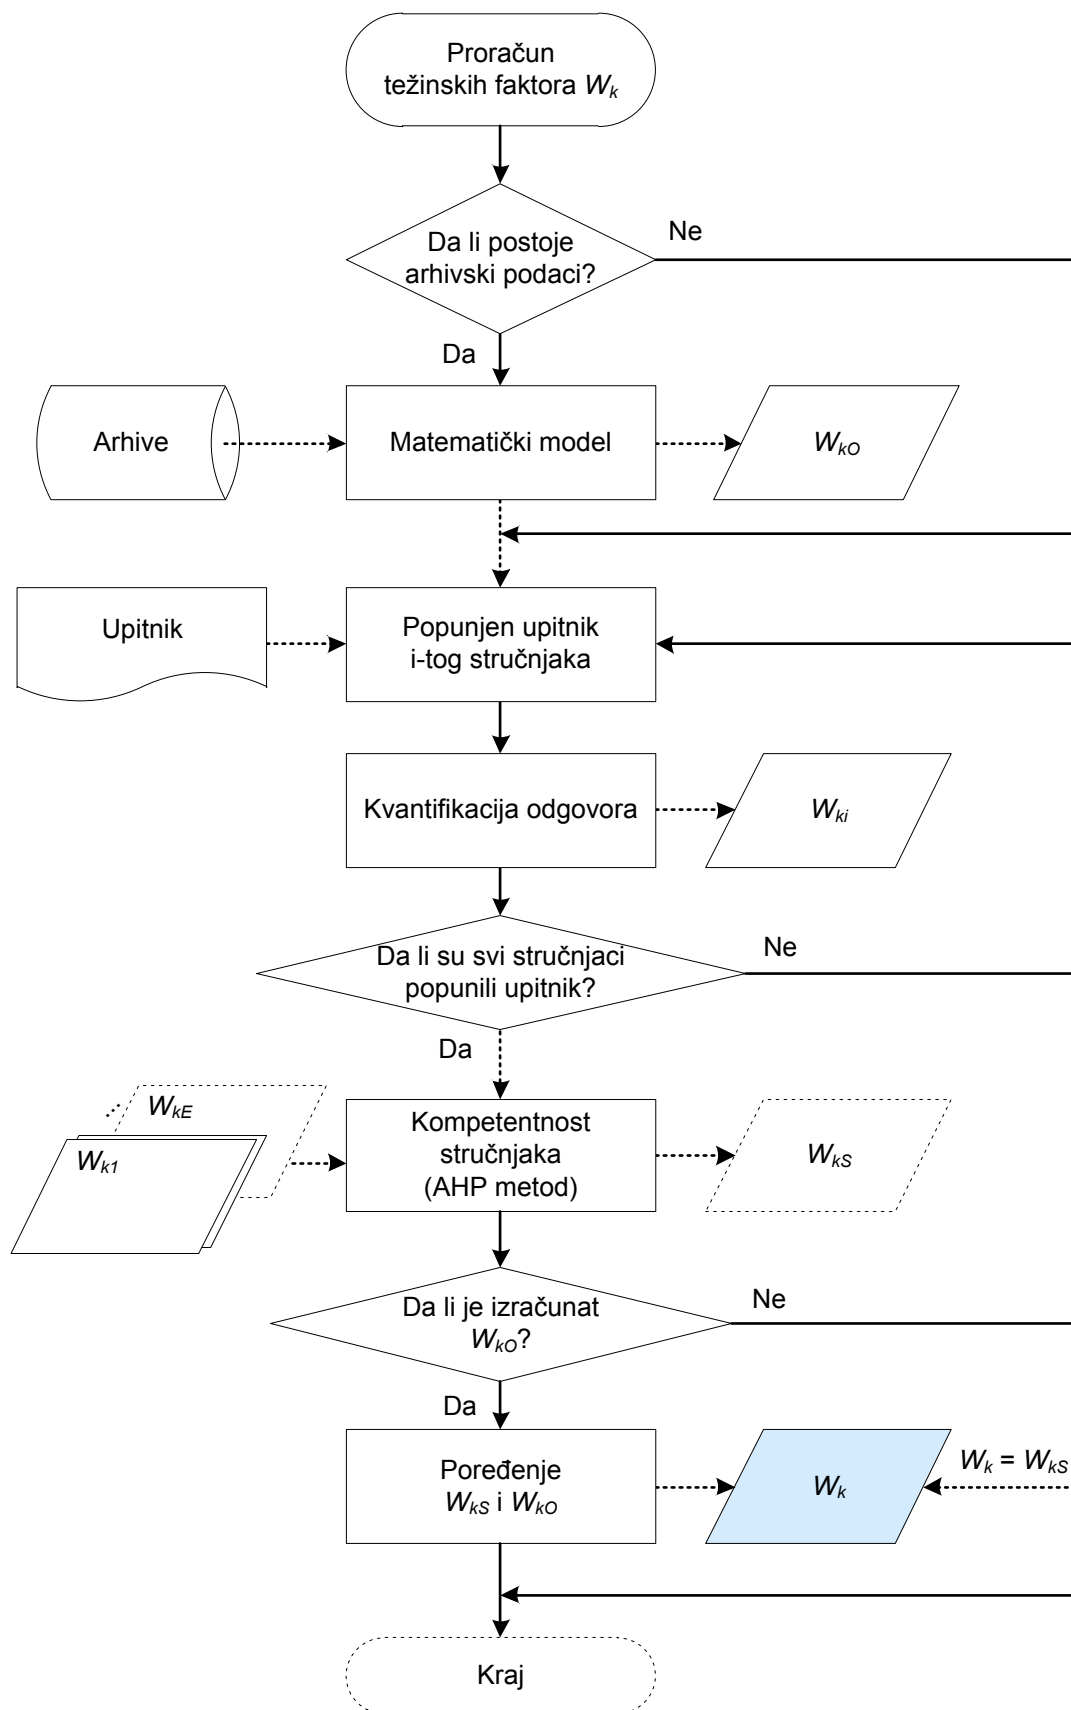 Proračun
težinskih faktora Wk
Da li postoje
arhivski podaci?
Ne
Da
Arhive
Matematički model
WkO
Upitnik
Popunjen upitnik
i-tog stručnjaka
Kvantifikacija odgovora
Wki
Da li su svi stručnjaci
popunili upitnik?
Ne
Da
WkE
Wk1
Kompetentnost
stručnjaka
(AHP metod)
WkS
Da li je izračunat
WkO?
Ne
Da
Poređenje
WkS i WkO
Wk
Wk = WkS
Kraj